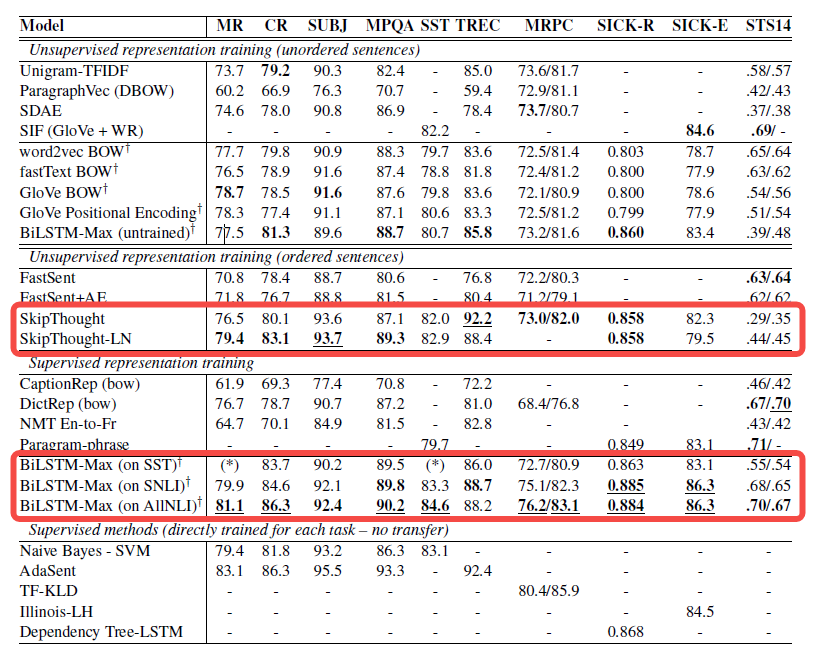 Model MR CR SUBJ MPQA SST TREC MRPC SICK-R SICK-E STS14
Unsupervised representation training (unordered sentences)
Unigram-TFIDF 73.7 79.2 90.3 82.4 - 85.0 73.6/81.7 - - .58/.57
ParagraphVec (DBOW) 60.2 66.9 76.3 70.7 - 59.4 72.9/81.1 - - .42/.43
SDAE 74.6 78.0 90.8 86.9 - 78.4 73.7/80.7 - - .37/.38
SIF (GloVe + WR) - - - - 82.2 - - - 84.6 .69/ -
word2vec BOW† 77.7 79.8 90.9 88.3 79.7 83.6 72.5/81.4 0.803 78.7 .65/.64
fastText BOW† 76.5 78.9 91.6 87.4 78.8 81.8 72.4/81.2 0.800 77.9 .63/.62
GloVe BOW† 78.7 78.5 91.6 87.6 79.8 83.6 72.1/80.9 0.800 78.6 .54/.56
GloVe Positional Encoding† 78.3 77.4 91.1 87.1 80.6 83.3 72.5/81.2 0.799 77.9 .51/.54
BiLSTM-Max (untrained)† 77.5 81.3 89.6 88.7 80.7 85.8 73.2/81.6 0.860 83.4 .39/.48
Unsupervised representation training (ordered sentences)
FastSent 70.8 78.4 88.7 80.6 - 76.8 72.2/80.3 - - .63/.64
FastSent+AE 71.8 76.7 88.8 81.5 - 80.4 71.2/79.1 - - .62/.62
SkipThought 76.5 80.1 93.6 87.1 82.0 92.2 73.0/82.0 0.858 82.3 .29/.35
SkipThought-LN 79.4 83.1 93.7 89.3 82.9 88.4 - 0.858 79.5 .44/.45
Supervised representation training
CaptionRep (bow) 61.9 69.3 77.4 70.8 - 72.2 - - - .46/.42
DictRep (bow) 76.7 78.7 90.7 87.2 - 81.0 68.4/76.8 - - .67/.70
NMT En-to-Fr 64.7 70.1 84.9 81.5 - 82.8 - - .43/.42
Paragram-phrase - - - - 79.7 - - 0.849 83.1 .71/ -
BiLSTM-Max (on SST)† (*) 83.7 90.2 89.5 (*) 86.0 72.7/80.9 0.863 83.1 .55/.54
BiLSTM-Max (on SNLI)† 79.9 84.6 92.1 89.8 83.3 88.7 75.1/82.3 0.885 86.3 .68/.65
BiLSTM-Max (on AllNLI)† 81.1 86.3 92.4 90.2 84.6 88.2 76.2/83.1 0.884 86.3 .70/.67
Supervised methods (directly trained for each task – no transfer)
Naive Bayes - SVM 79.4 81.8 93.2 86.3 83.1 - - - - -
AdaSent 83.1 86.3 95.5 93.3 - 92.4 - - - -
TF-KLD - - - - - - 80.4/85.9 - - -
Illinois-LH - - - - - - - - 84.5 -
Dependency Tree-LSTM - - - - - - - 0.868 - -